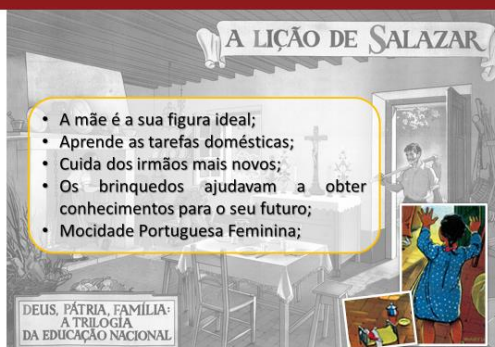 A LIÇÃO DE SALAZAR
• A mãe é a sua figura ideal;
• Aprende as tarefas domésticas;
• Cuida dos irmãos mais novos;
• Os brinquedos ajudavam a obter
conhecimentos para o seu futuro;
• Mocidade Portuguesa Feminina;
DEUS, PÁTRIA, FAMÍLIA:
A TRILOGIA
DA EDUCAÇÃO NACIONAL